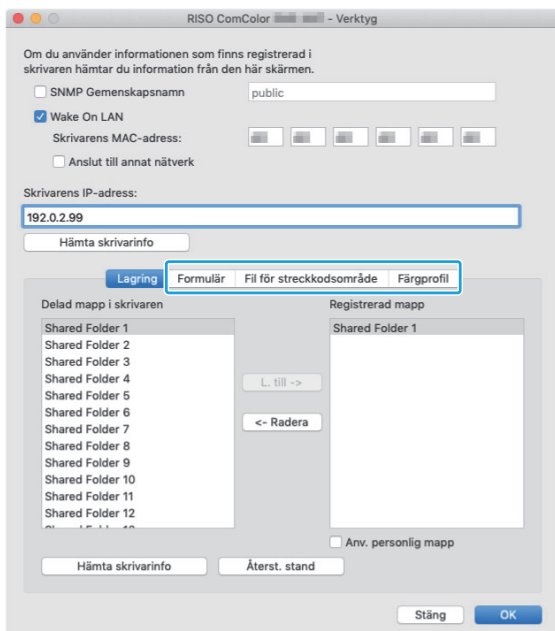 RISO ComColor - Verktyg
Om du använder informationen som finns registrerad i
skrivaren hämtar du information från den här skärmen.
SNMP Gemenskapsnamn
public
Wake On LAN
Skrivarens MAC-adress:
Anslut till annat nätverk
Skrivarens IP-adress:
192.0.2.99
Hämta skrivarinfo
Lagring Formulär Fil för streckkodsområde Färgprofil
Delad mapp i skrivaren
Registrerad mapp
Shared Folder 1
Shared Folder 2
Shared Folder 3
Shared Folder 4
Shared Folder 5
Shared Folder 6
Shared Folder 7
Shared Folder 8
Shared Folder 9
Shared Folder 10
Shared Folder 11
Shared Folder 12
Shared Folder 1
L. till ->
<- Radera
Anv. personlig mapp
Hämta skrivarinfo
Återst. stand
Stäng
OK